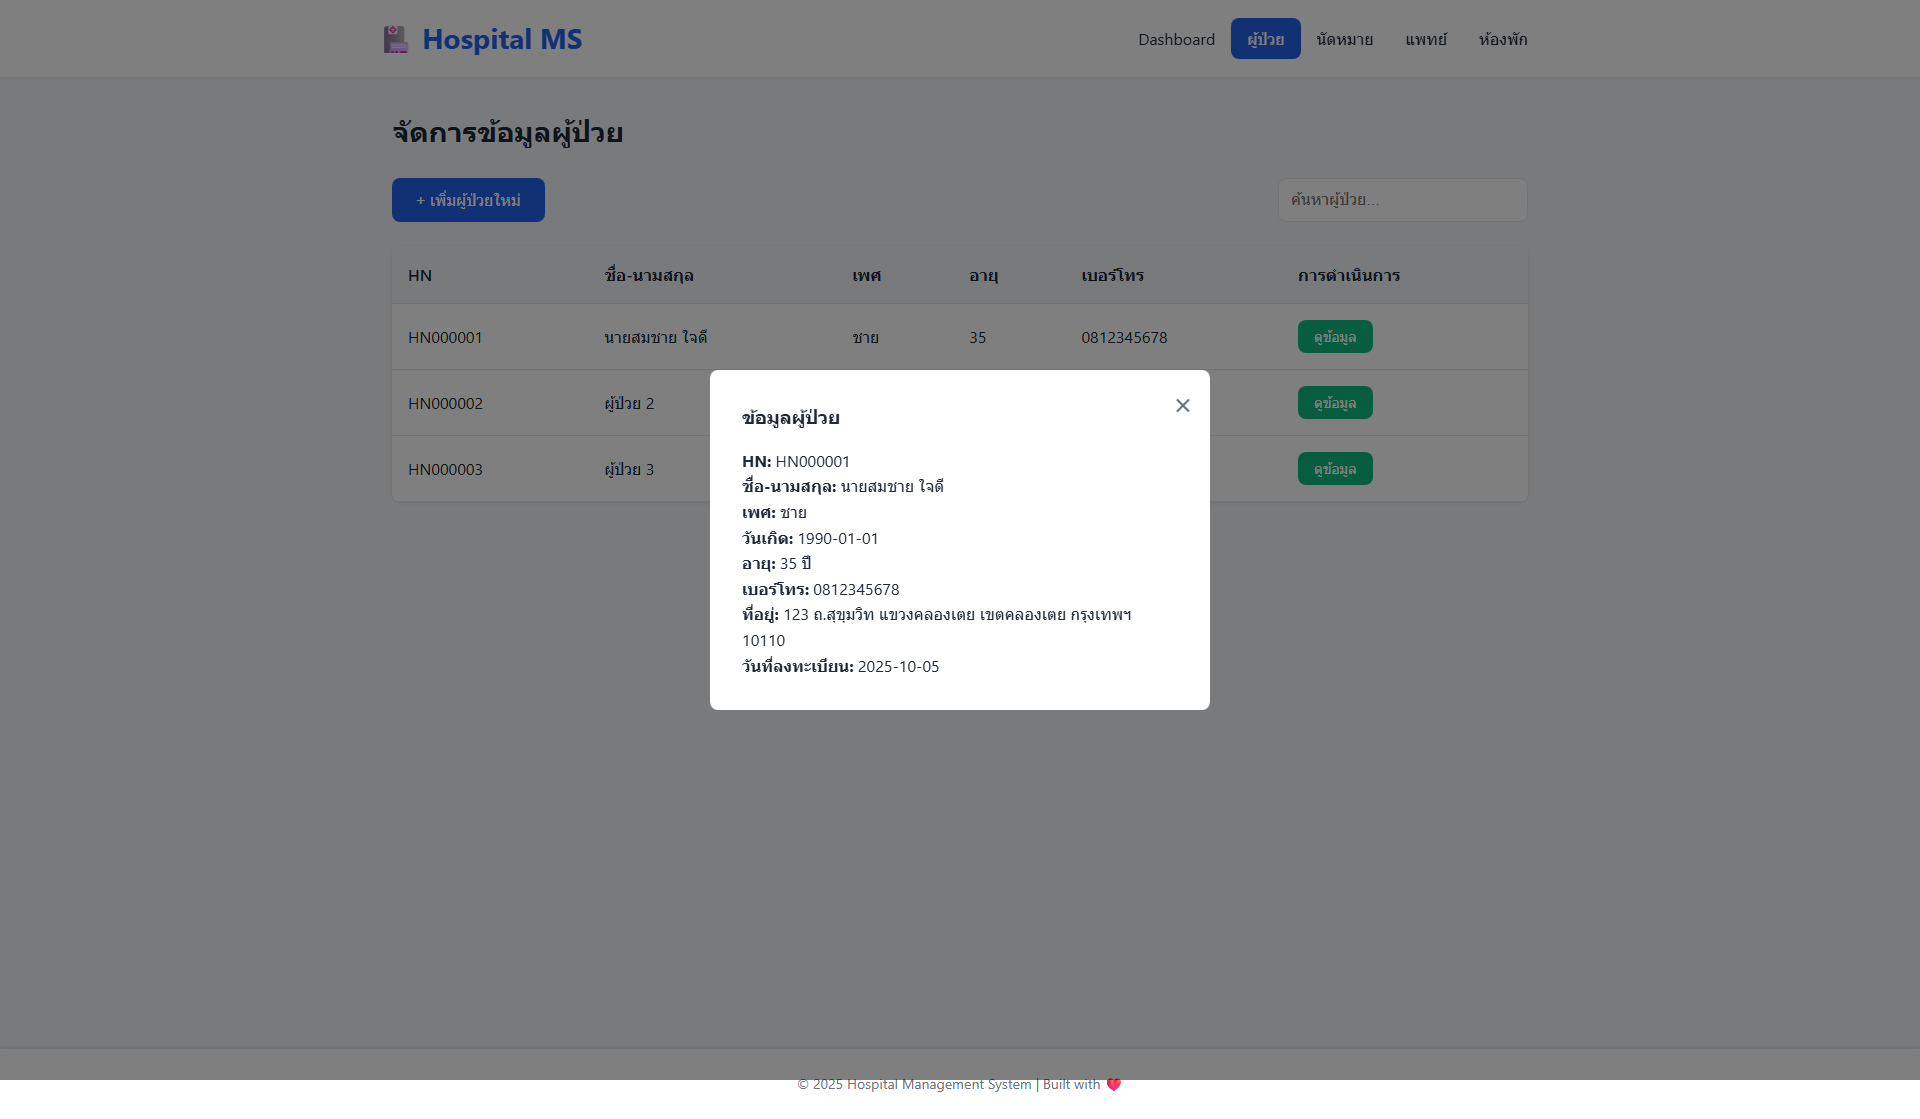 Hospital MS
Dashboard
ผู้ป่วย
นัดหมาย
แพทย์
ห้องพัก
จัดการข้อมูลผู้ป่วย
+ เพิ่มผู้ป่วยใหม่
ค้นหาผู้ป่วย...
HN ชื่อ-นามสกุล เพศ อายุ เบอร์โทร การดำเนินการ
HN000001 นายสมชาย ใจดี ชาย 35 0812345678 ดูข้อมูล
HN000002 ผู้ป่วย 2 ดูข้อมูล
HN000003 ผู้ป่วย 3 ดูข้อมูล
ข้อมูลผู้ป่วย
HN: HN000001
ชื่อ-นามสกุล: นายสมชาย ใจดี
เพศ: ชาย
วันเกิด: 1990-01-01
อายุ: 35 ปี
เบอร์โทร: 0812345678
ที่อยู่: 123 ถ.สุขุมวิท แขวงคลองเตย เขตคลองเตย กรุงเทพฯ
10110
วันที่ลงทะเบียน: 2025-10-05
© 2025 Hospital Management System | Built with ❤️